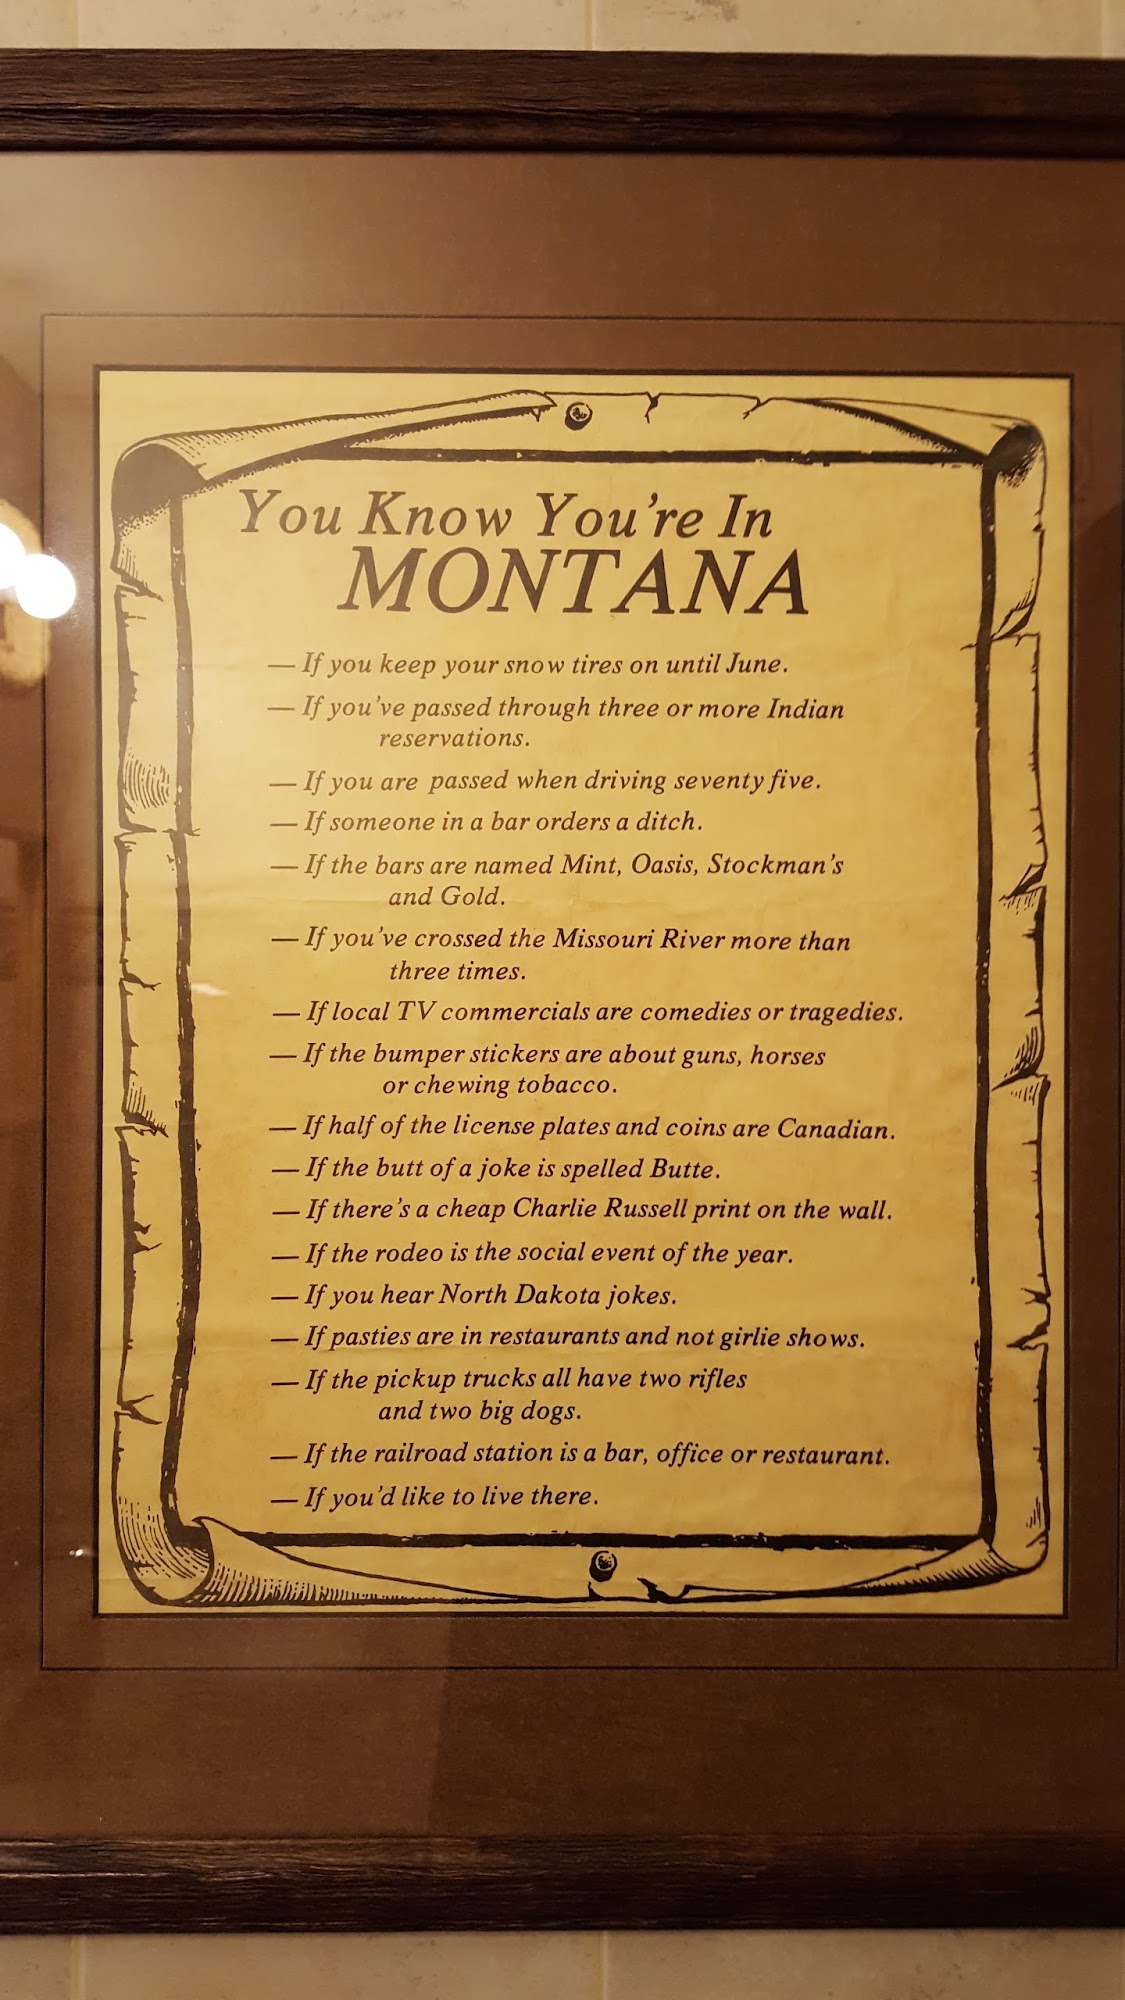 You Know You're In
MONTANA
— If you keep your snow tires on until June.
— If you've passed through three or more Indian
reservations.
— If you are passed when driving seventy five.
— If someone in a bar orders a ditch.
— If the bars are named Mint, Oasis, Stockman's
and Gold.
— If you've crossed the Missouri River more than
three times.
— If local TV commercials are comedies or tragedies.
— If the bumper stickers are about guns, horses
or chewing tobacco.
— If half of the license plates and coins are Canadian.
— If the butt of a joke is spelled Butte.
— If there's a cheap Charlie Russell print on the wall.
— If the rodeo is the social event of the year.
— If you hear North Dakota jokes.
— If pasties are in restaurants and not girlie shows.
— If the pickup trucks all have two rifles
and two big dogs.
— If the railroad station is a bar, office or restaurant.
— If you'd like to live there.